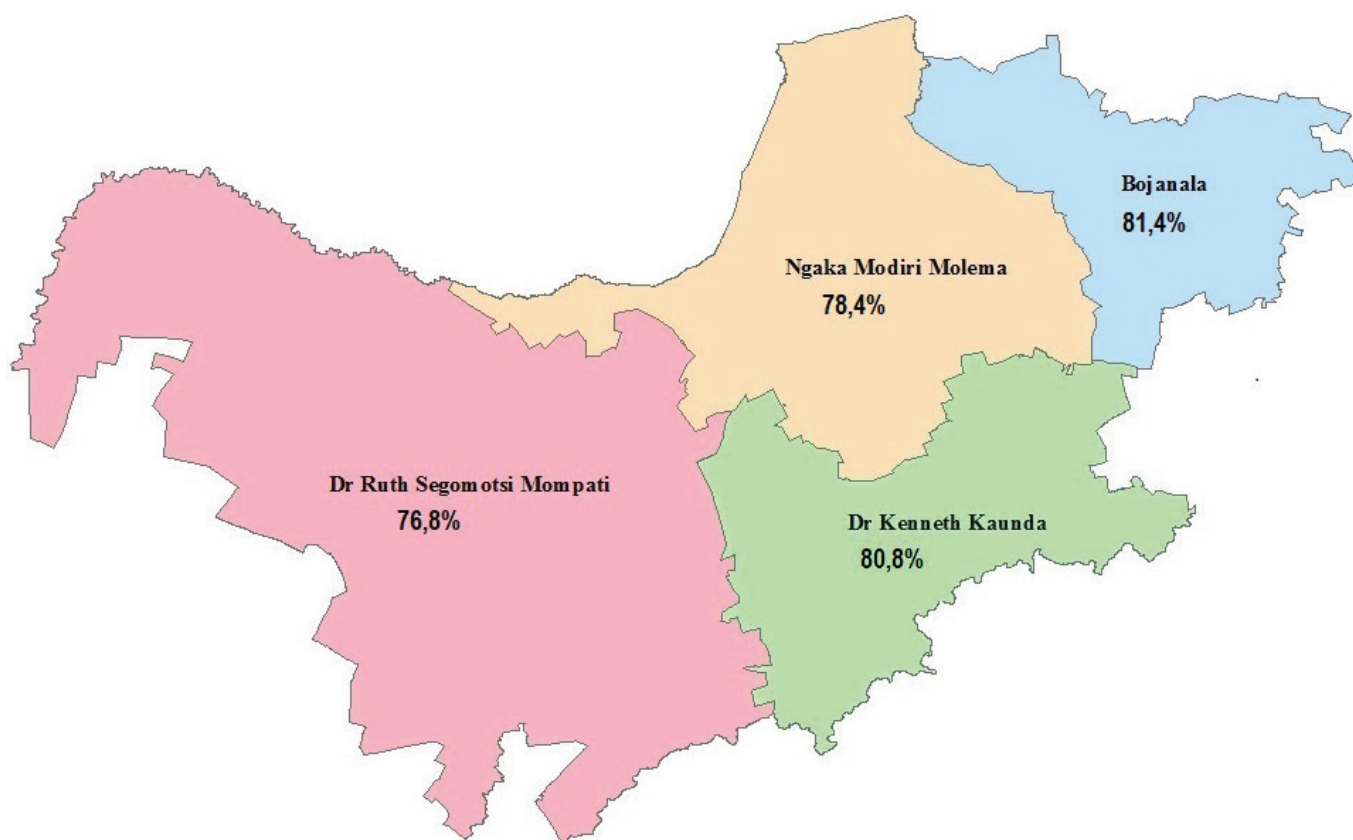 Bojanala
81,4%
Ngaka Modiri Molema
78,4%
Dr Ruth Segomotsi Mompati
76,8%
Dr Kenneth Kaunda
80,8%